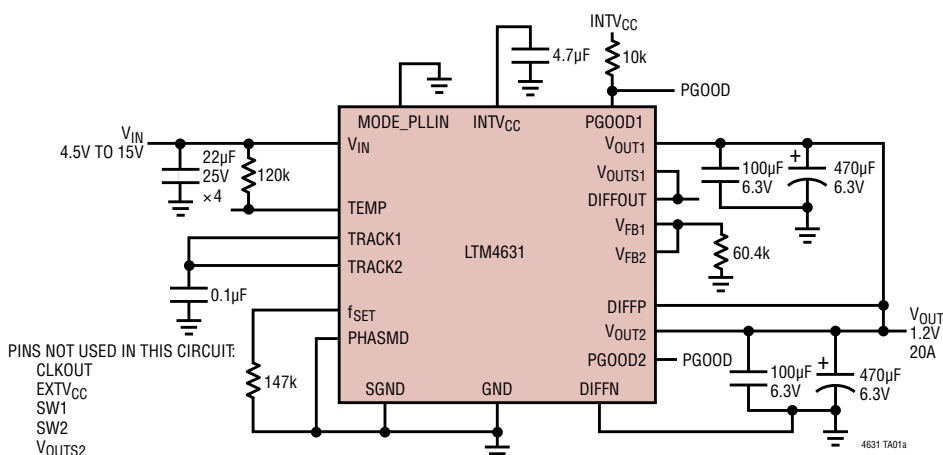 INTVCC
4.7µF
10k
PGOOD
MODE_PLLIN INTVCC PGOOD1
VIN
4.5V TO 15V
22µF
25V
×4
120k
VIN
TEMP
TRACK1
TRACK2
0.1µF
fSET
PHASMD
147k
SGND GND DIFFN
LTM4631
VOUT1
VOUTS1
DIFFOUT
VFB1
VFB2
DIFFP
VOUT2
PGOOD2
PGOOD
100µF
6.3V
+
470µF
6.3V
60.4k
VOUT
1.2V
20A
100µF
6.3V
+
470µF
6.3V
PINS NOT USED IN THIS CIRCUIT:
CLKOUT
EXTVCC
SW1
SW2
VOUTS2
4631 TA01a